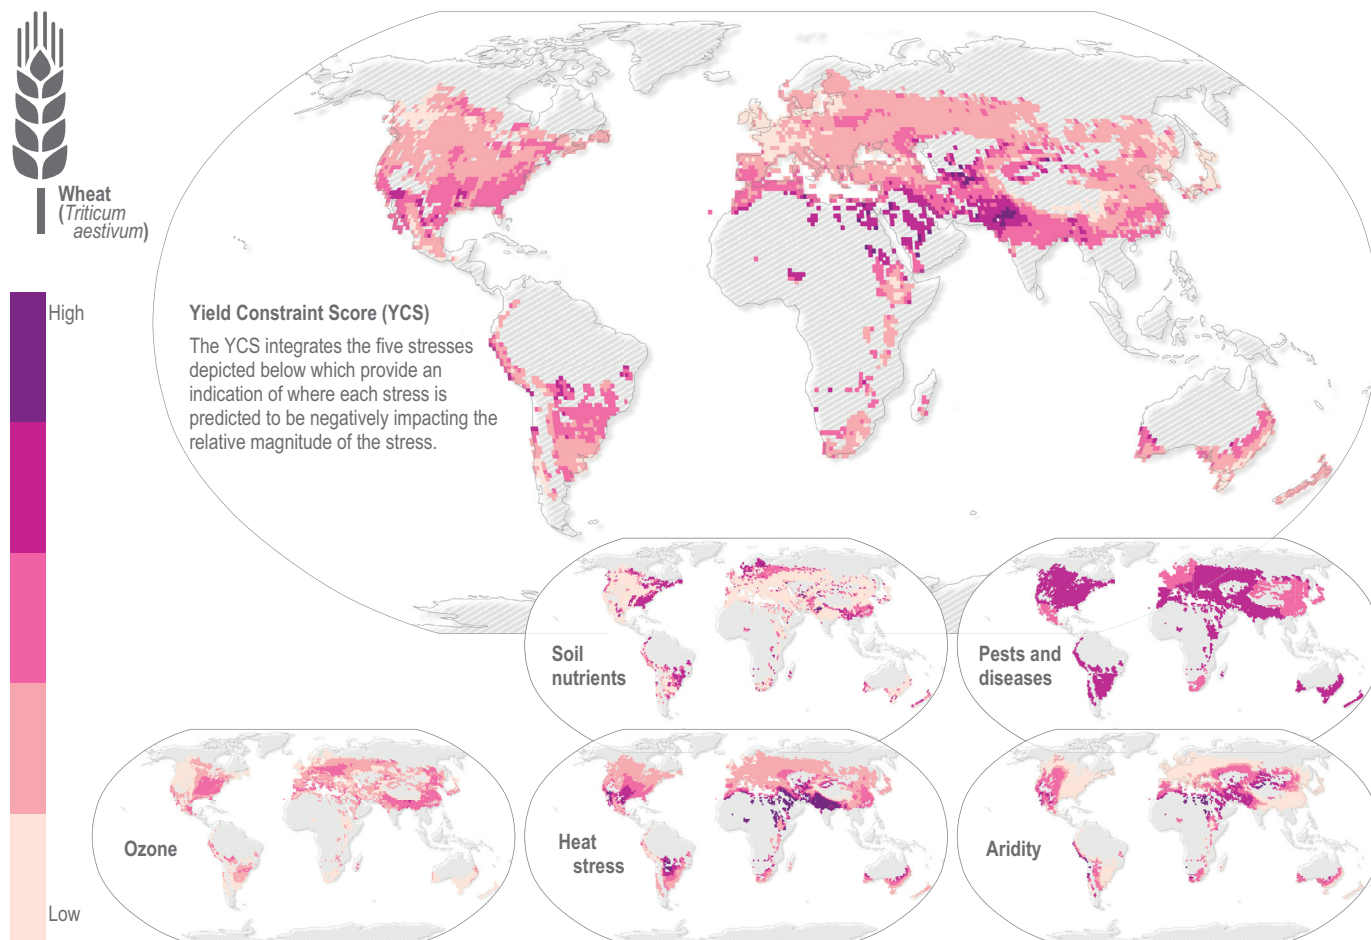 Wheat
(Triticum
aestivum)
High
Low
Yield Constraint Score (YCS)
The YCS integrates the five stresses
depicted below which provide an
indication of where each stress is
predicted to be negatively impacting the
relative magnitude of the stress.
Soil
nutrients
Pests and
diseases
Ozone
Heat
stress
Aridity